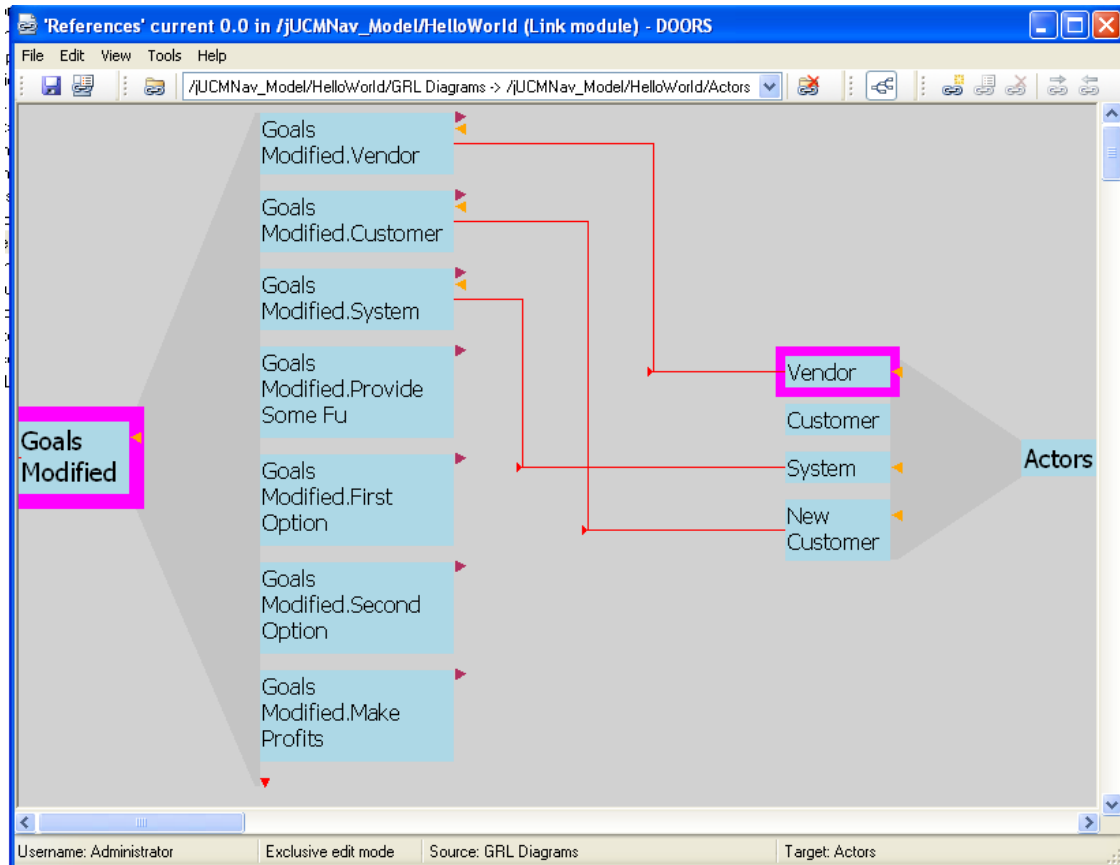 'References' current 0.0 in /jUCMNav_Model/HelloWorld (Link module) - DOORS
File Edit View Tools Help
/jUCMNav_Model/HelloWorld/GRL Diagrams -> /jUCMNav_Model/HelloWorld/Actors
Goals
Modified.Vendor
Goals
Modified.Customer
Goals
Modified.System
Goals
Modified.Provide
Some Fu
Goals
Modified.First
Option
Goals
Modified.Second
Option
Goals
Modified.Make
Profits
Goals
Modified
Vendor
Customer
System
New
Customer
Actors
Username: Administrator Exclusive edit mode Source: GRL Diagrams Target: Actors